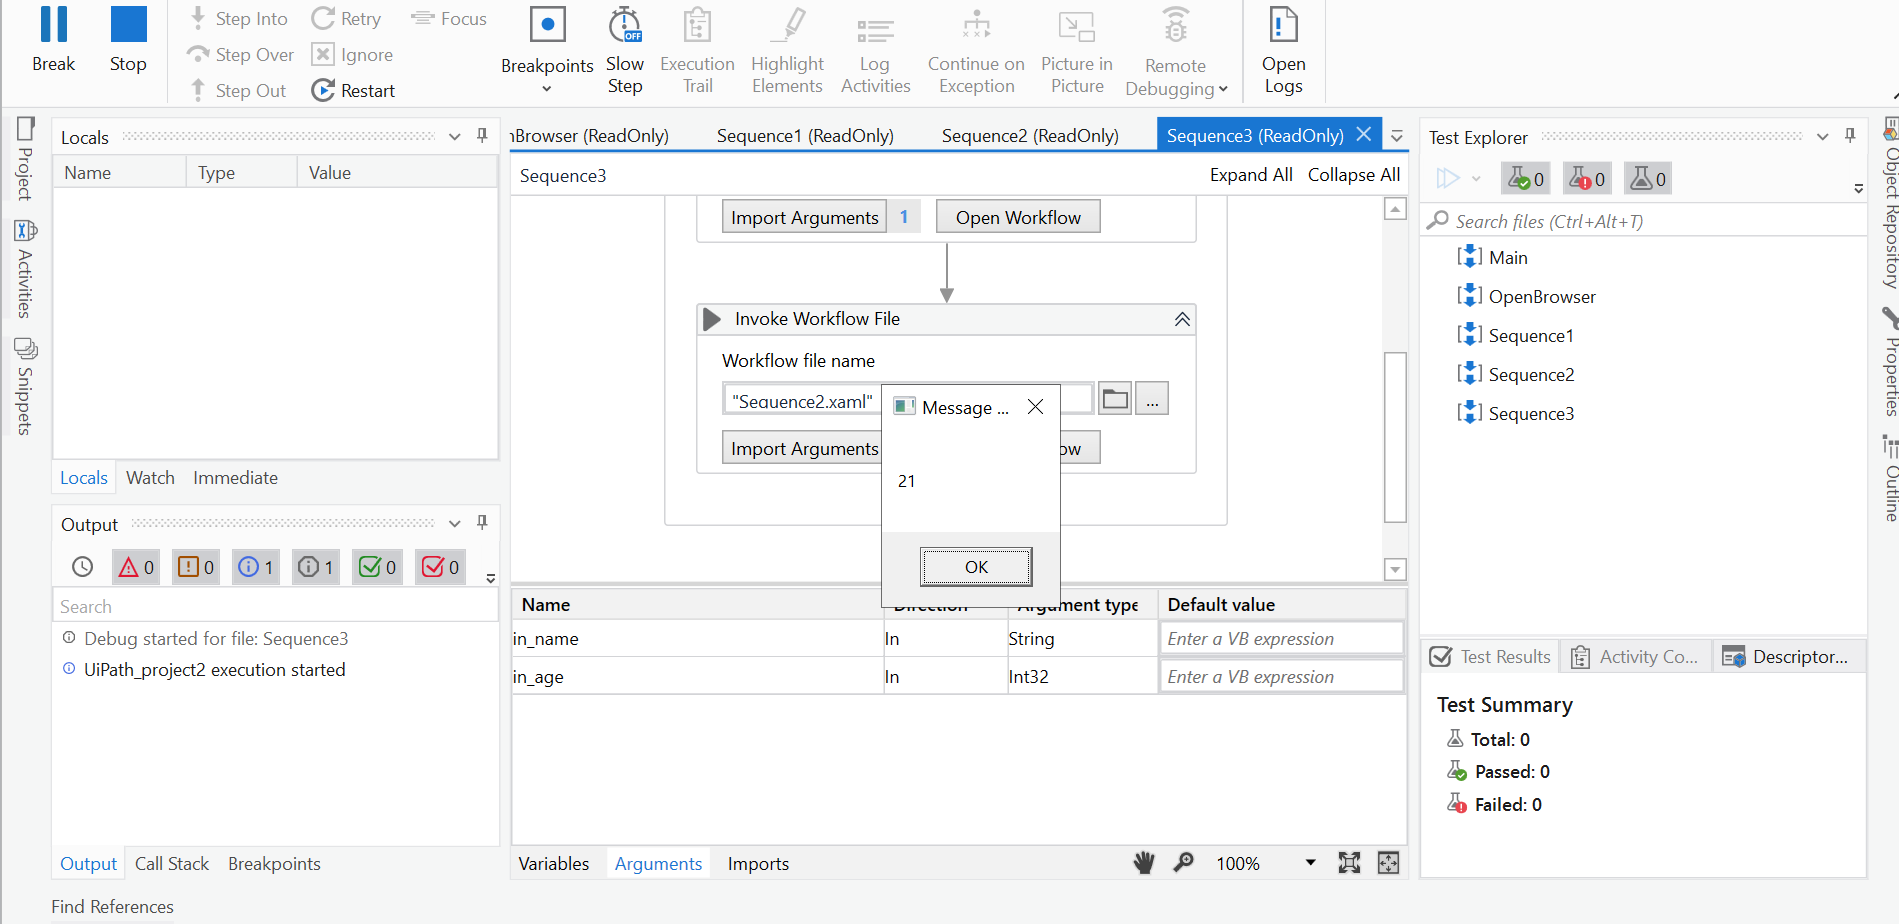 Break
Stop
Step Into
Step Over
Step Out
Retry
Ignore
Restart
Focus
Breakpoints
Slow
Step
OFF
Execution
Trail
Highlight
Elements
Log
Activities
Continue on
Exception
Picture in
Picture
Remote
Debugging
Open
Logs
Project
Activities
Snippets
Locals
Name Type Value
Locals Watch Immediate
Output
0 0 1 1 0 0
Search
Debug started for file: Sequence3
UiPath_project2 execution started
Output Call Stack Breakpoints
Find References
Browser (ReadOnly) Sequence1 (ReadOnly) Sequence2 (ReadOnly) Sequence3 (ReadOnly)
Sequence3 Expand All Collapse All
Import Arguments 1 Open Workflow
Invoke Workflow File
Workflow file name
"Sequence2.xaml" ...
Import Arguments ow
Message ...
21
OK
Name Direction Argument type Default value
in_name In String Enter a VB expression
in_age In Int32 Enter a VB expression
Variables Arguments Imports 100%
Test Explorer
0 0 0
Search files (Ctrl+Alt+T)
Main
OpenBrowser
Sequence1
Sequence2
Sequence3
Test Results Activity Co... Descriptor...
Test Summary
Total: 0
Passed: 0
Failed: 0
Object Repository
Properties
Outline